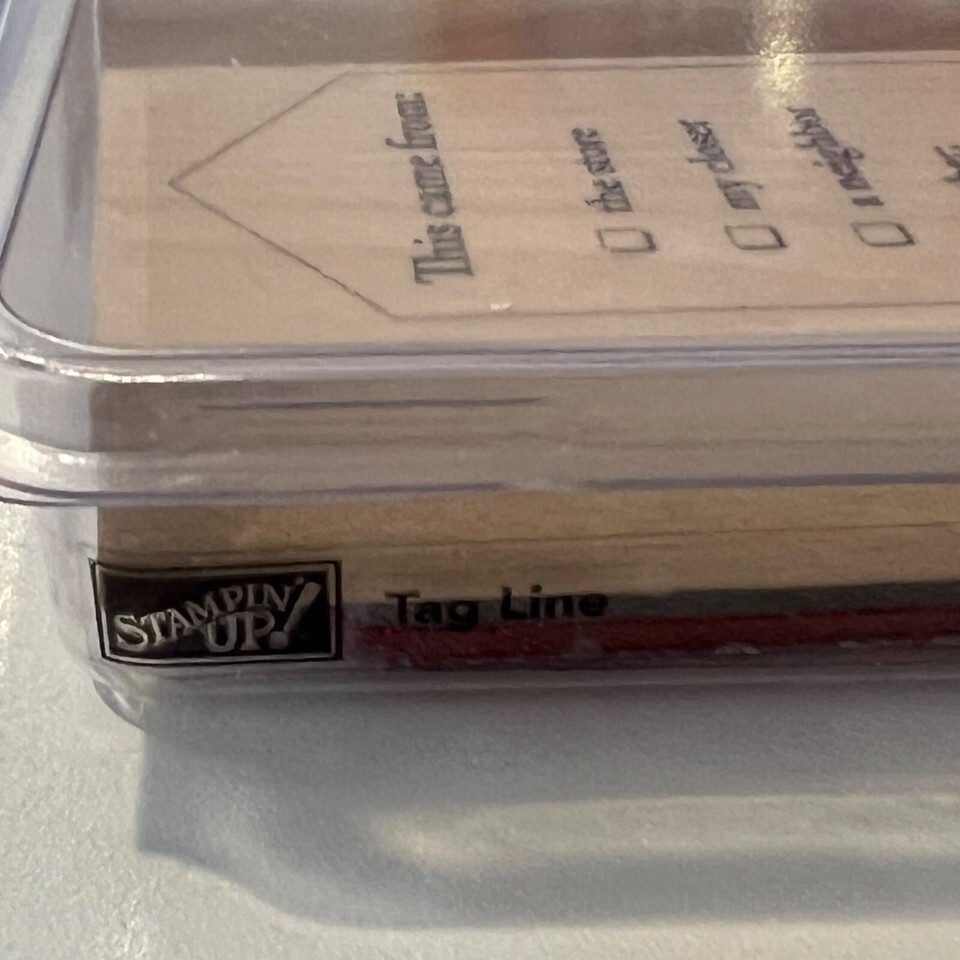 This came from:
the store
my closet
a neighbor
STAMPIN'
UP!
Tag Line